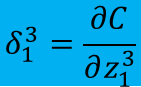 δ₁³ = ∂C / ∂z₁³